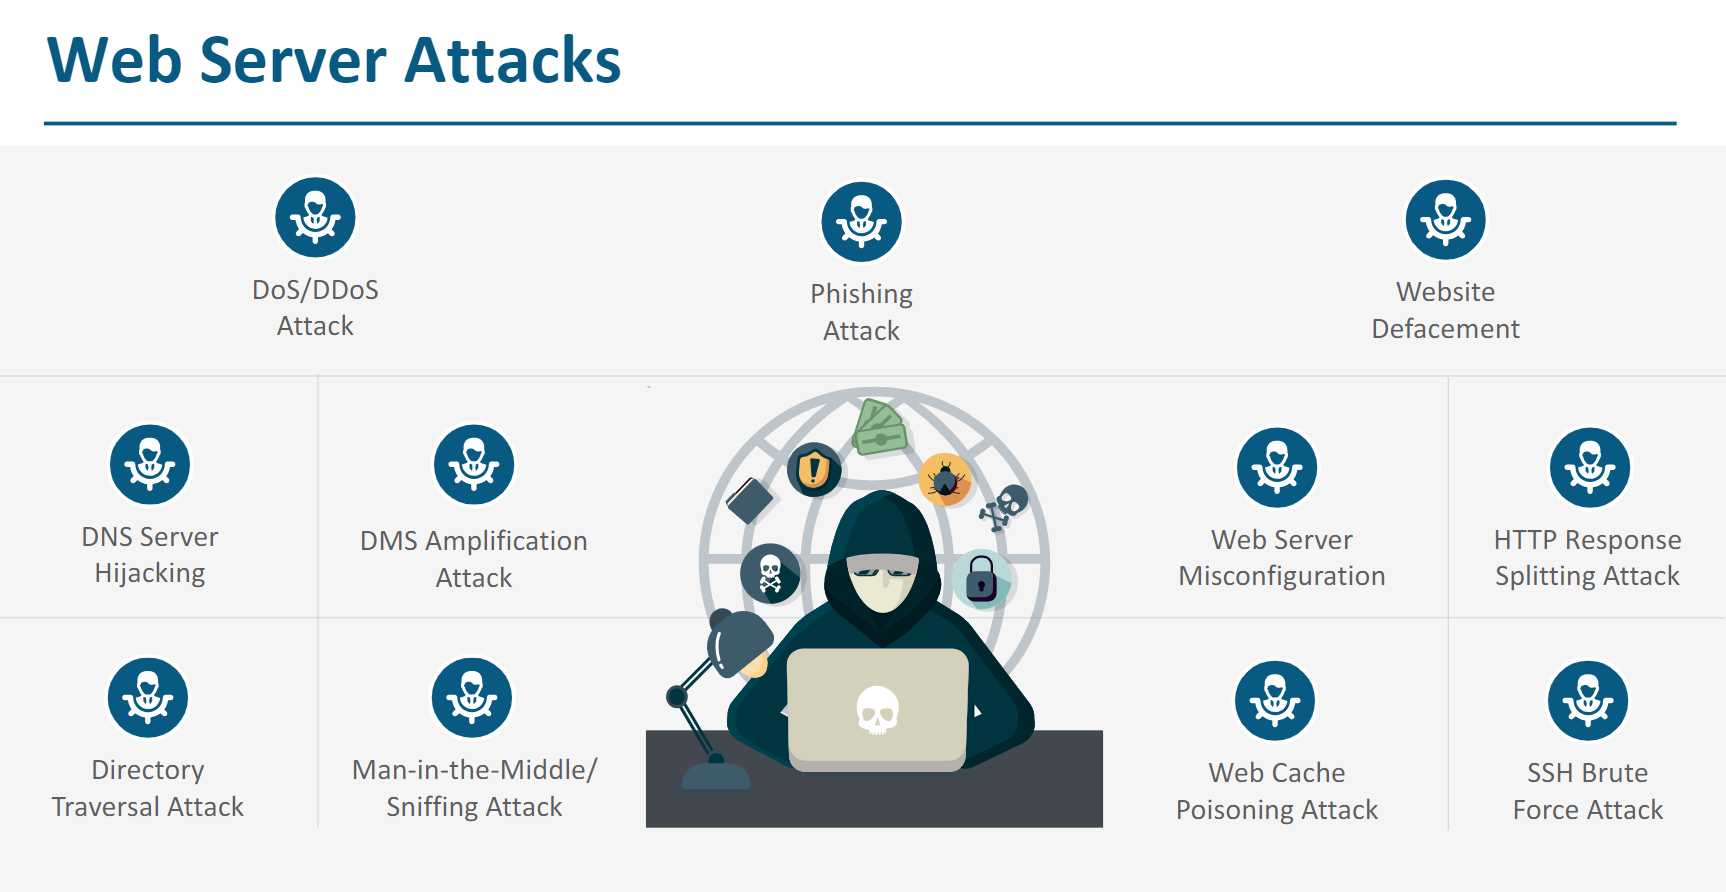 Web Server Attacks
DoS/DDoS
Attack
Phishing
Attack
Website
Defacement
DNS Server
Hijacking
DMS Amplification
Attack
Web Server
Misconfiguration
HTTP Response
Splitting Attack
Directory
Traversal Attack
Man-in-the-Middle/
Sniffing Attack
Web Cache
Poisoning Attack
SSH Brute
Force Attack